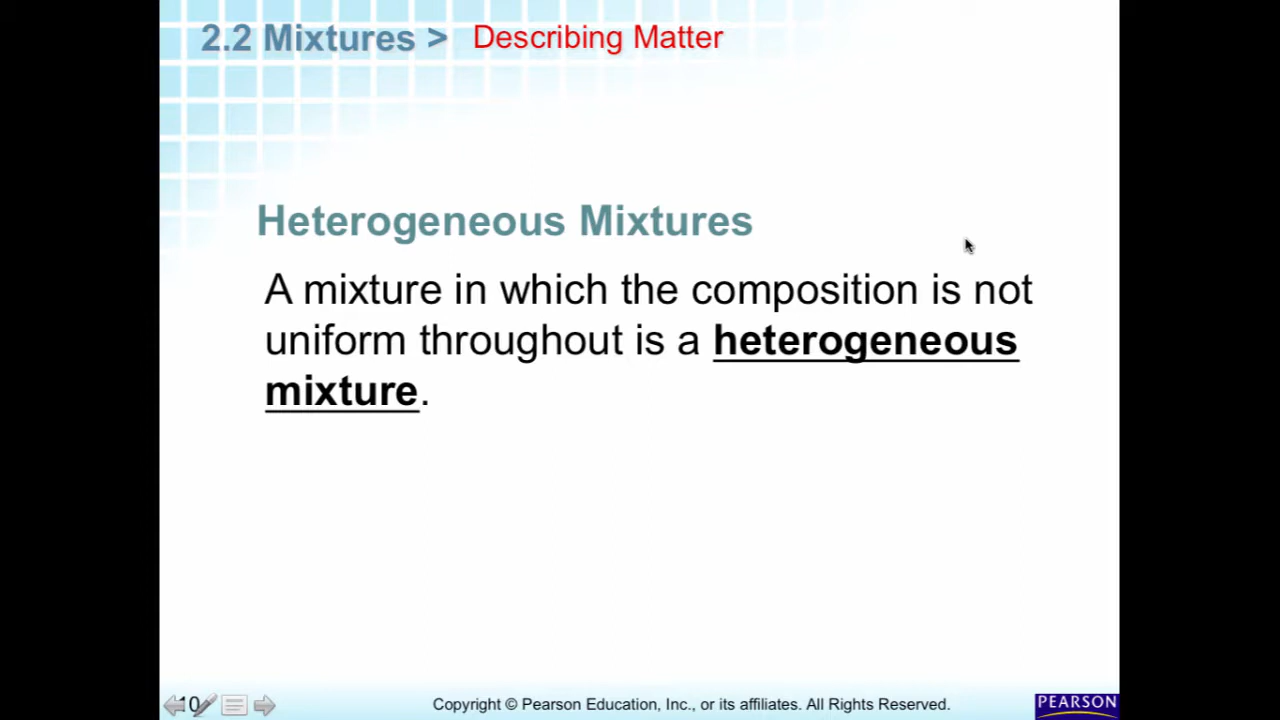 2.2 Mixtures > Describing Matter
Heterogeneous Mixtures
A mixture in which the composition is not
uniform throughout is a heterogeneous
mixture.
10
Copyright © Pearson Education, Inc., or its affiliates. All Rights Reserved.
PEARSON